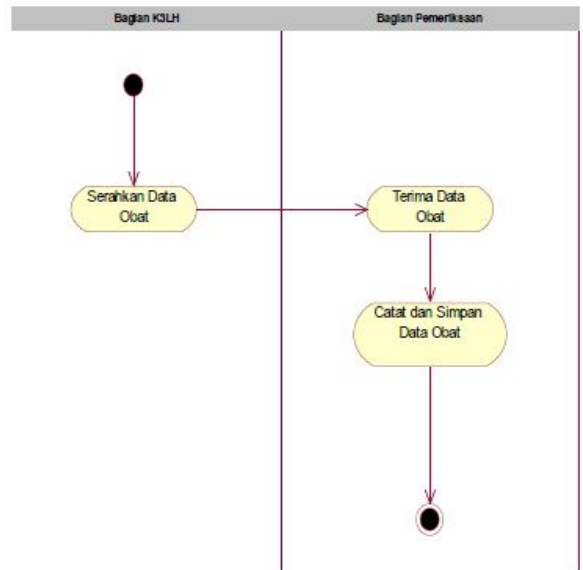 Bagian K3LH
Bagian Pemeriksaan
Serahkan Data
Obat
Terima Data
Obat
Catat dan Simpan
Data Obat